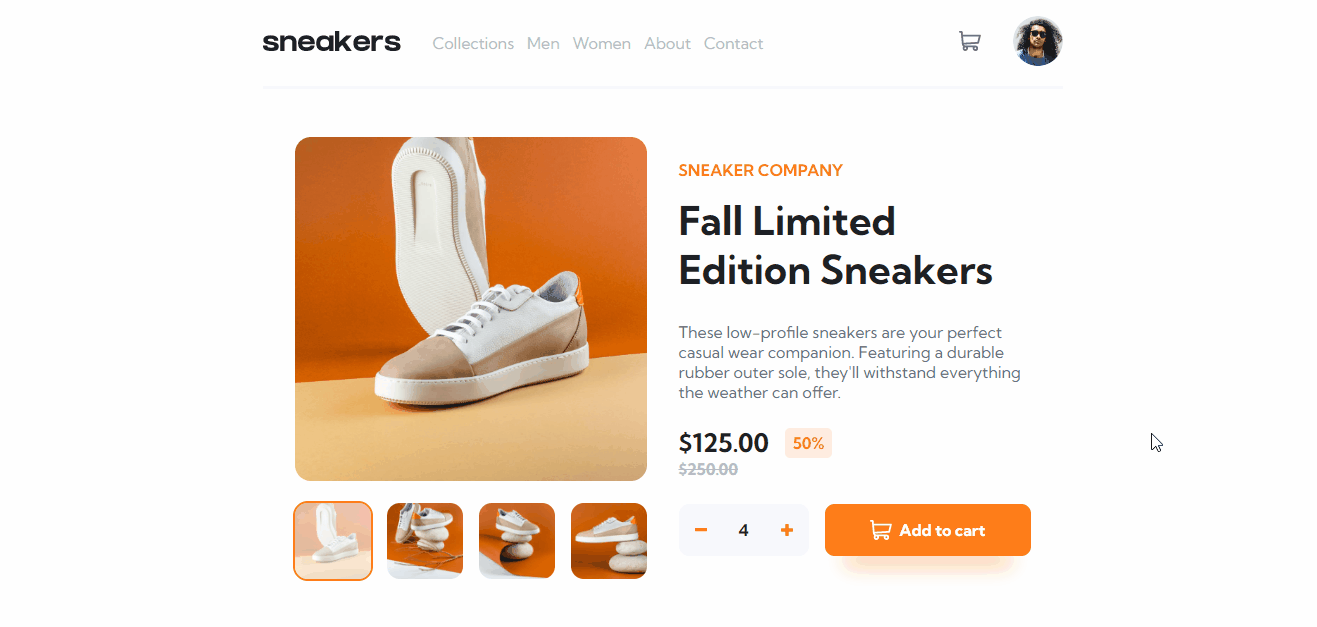 sneakers Collections Men Women About Contact
SNEAKER COMPANY
Fall Limited
Edition Sneakers
These low-profile sneakers are your perfect
casual wear companion. Featuring a durable
rubber outer sole, they'll withstand everything
the weather can offer.
$125.00 50%
$250.00
4 Add to cart